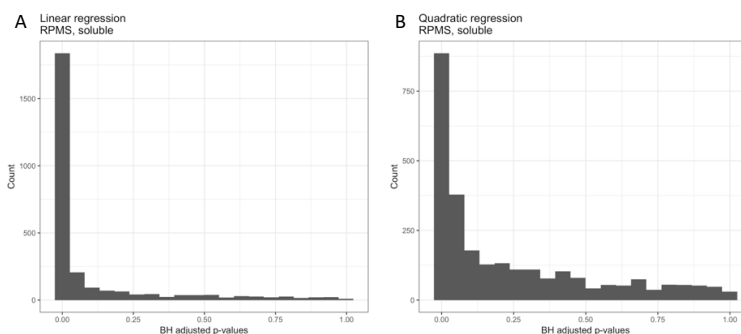 A
Linear regression
RPMS, soluble
1500
1000
500
0
Count
0.00
0.25
0.50
0.75
1.00
BH adjusted p-values
B
Quadratic regression
RPMS, soluble
750
500
250
0
Count
0.00
0.25
0.50
0.75
1.00
BH adjusted p-values